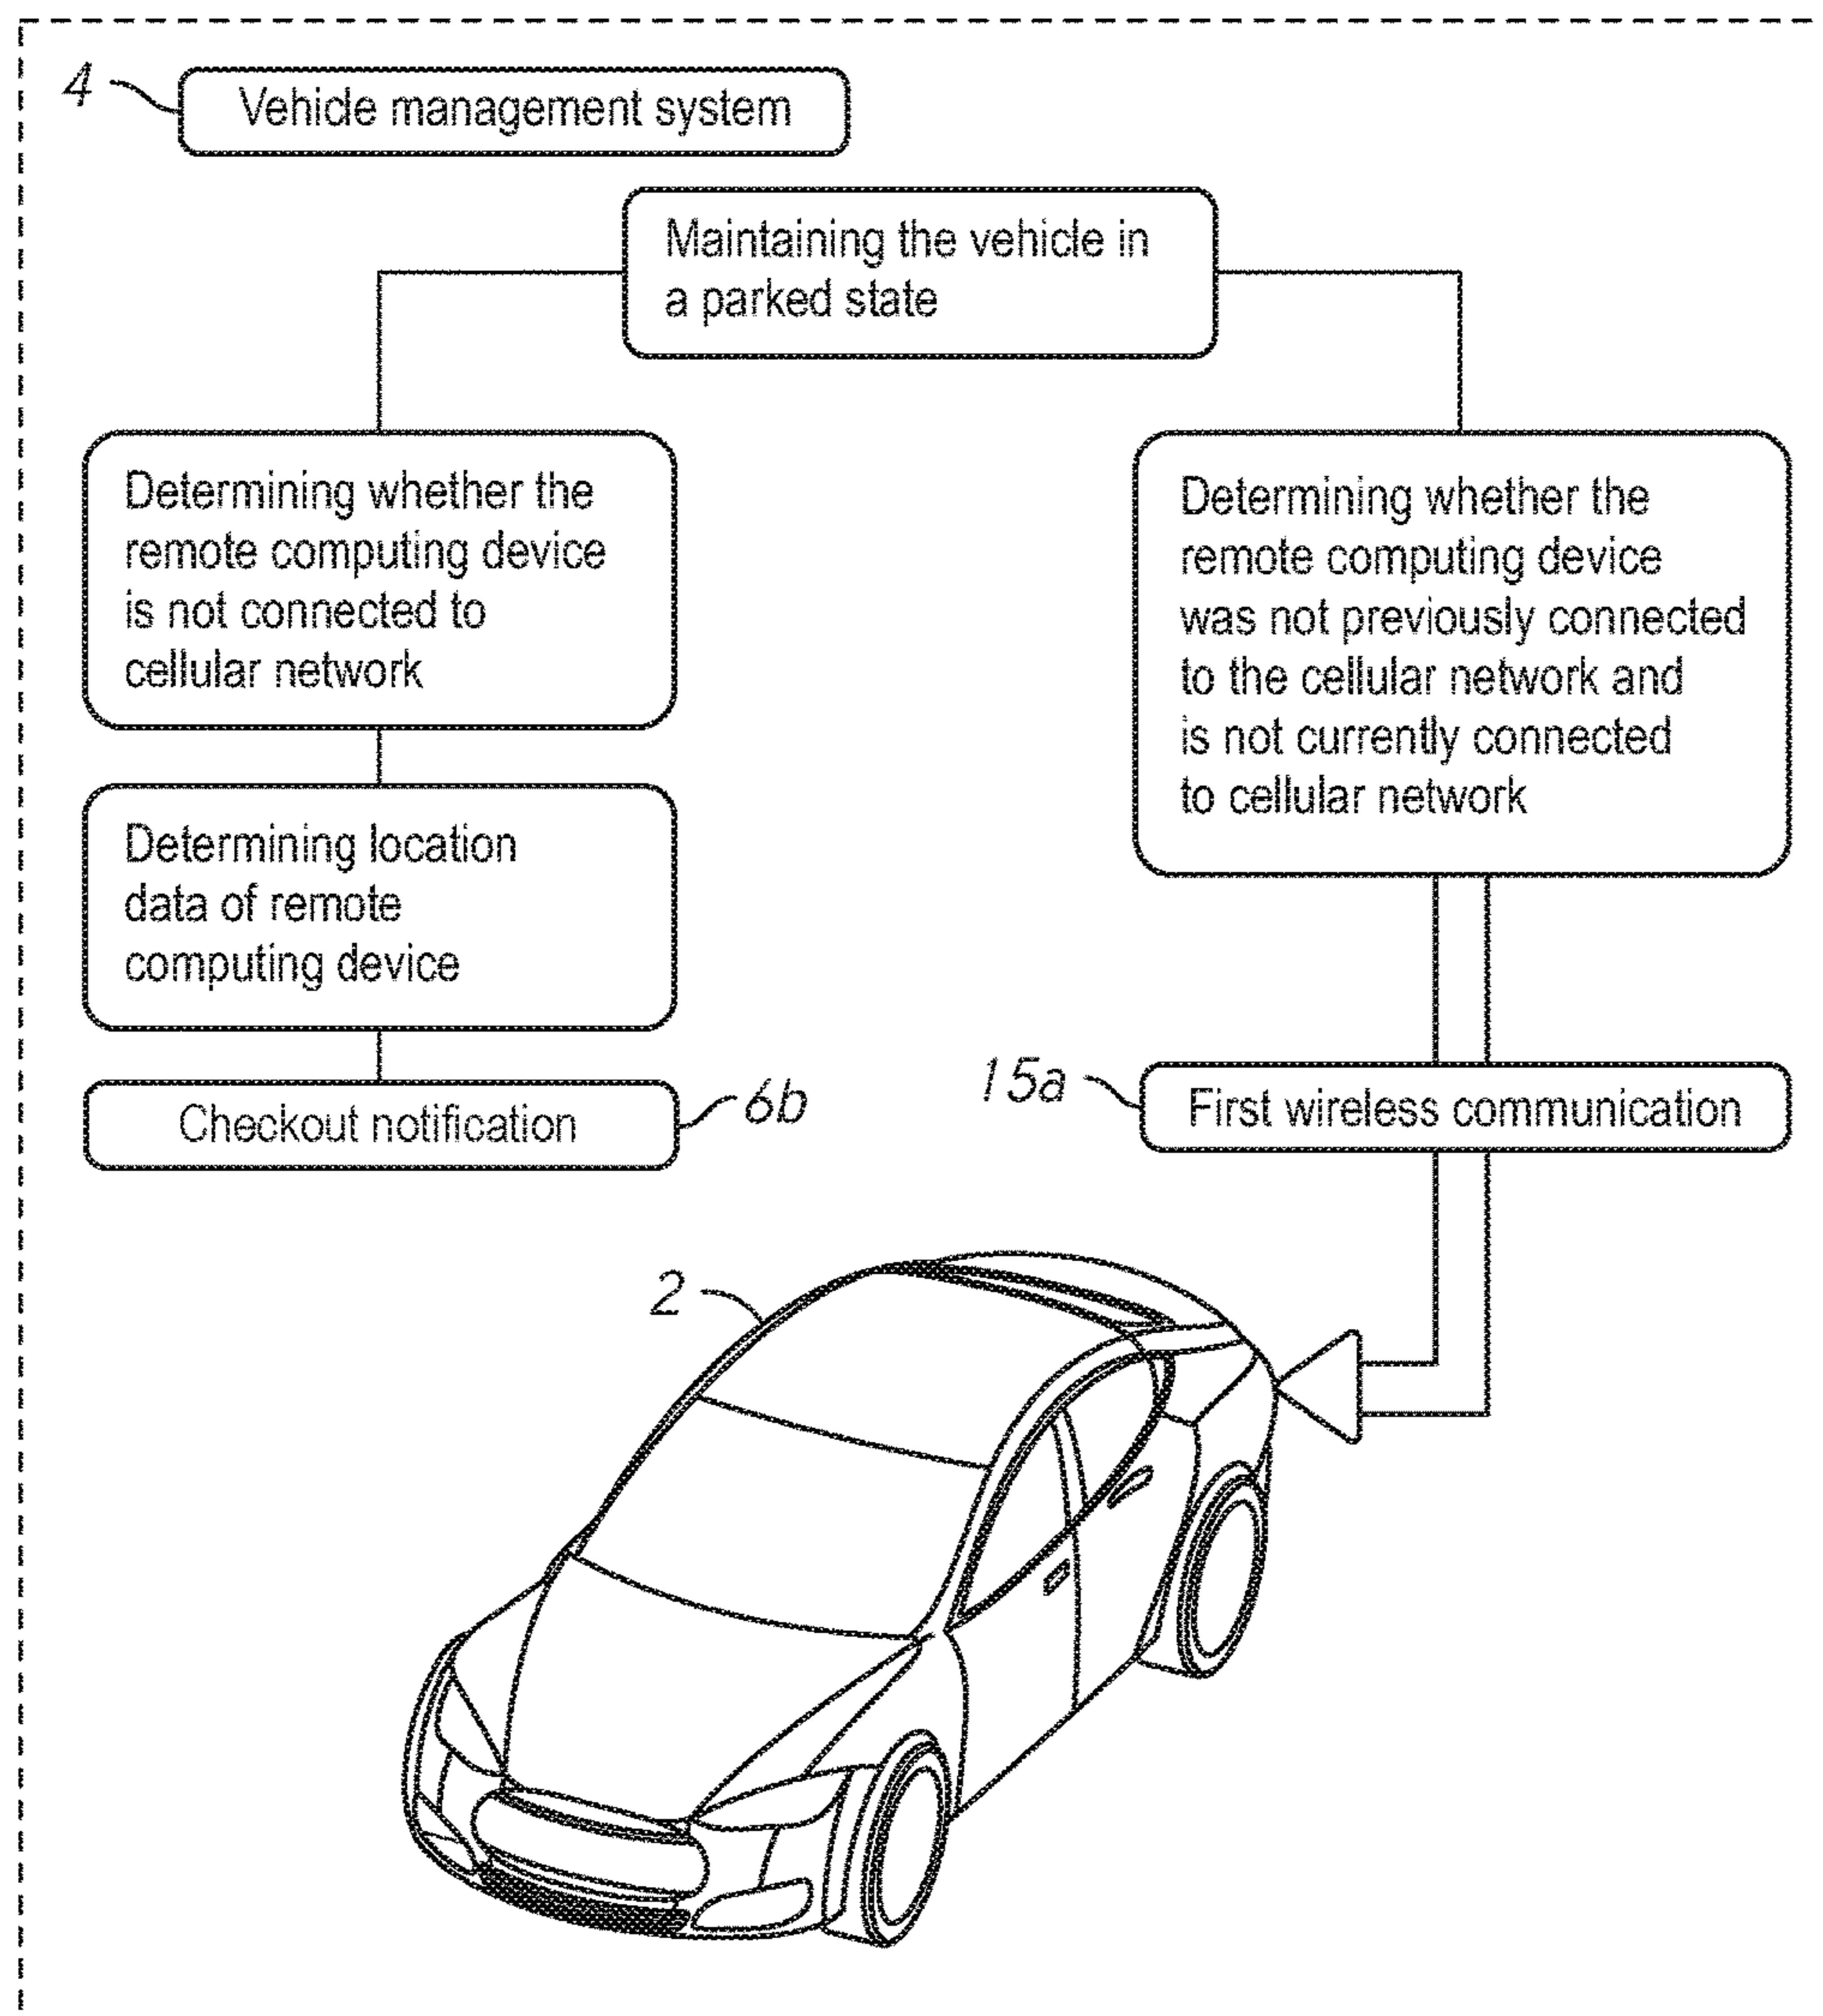 4
Vehicle management system
Maintaining the vehicle in
a parked state
Determining whether the
remote computing device
is not connected to
cellular network
Determining location
data of remote
computing device
Checkout notification
6b
Determining whether the
remote computing device
was not previously connected
to the cellular network and
is not currently connected
to cellular network
15a
First wireless communication
2